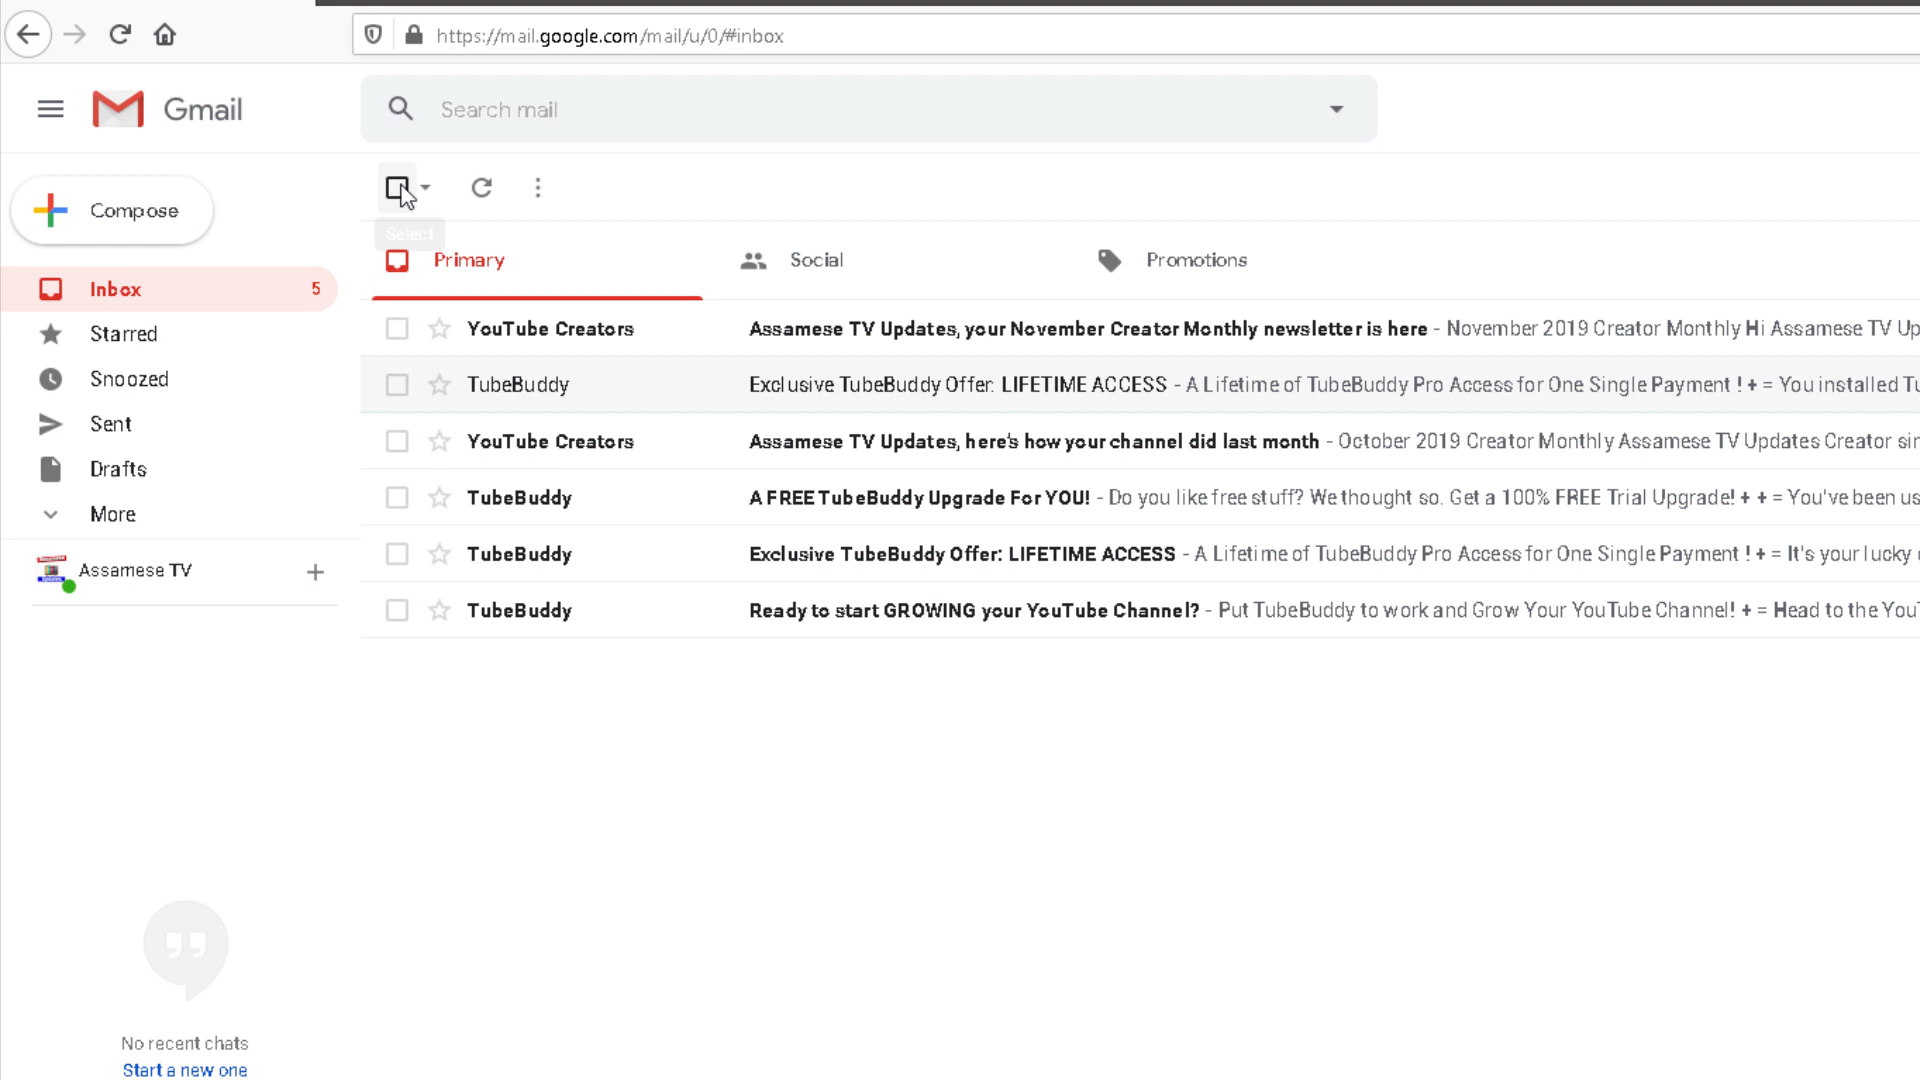 https://mail.google.com/mail/u/0/#inbox
Gmail
Search mail
Compose
Select
Primary
Social
Promotions
Inbox 5
Starred
Snoozed
Sent
Drafts
More
Assamese TV
YouTube Creators Assamese TV Updates, your November Creator Monthly newsletter is here - November 2019 Creator Monthly Hi Assamese TV Up
TubeBuddy Exclusive TubeBuddy Offer: LIFETIME ACCESS - A Lifetime of TubeBuddy Pro Access for One Single Payment ! + = You installed Tu
YouTube Creators Assamese TV Updates, here's how your channel did last month - October 2019 Creator Monthly Assamese TV Updates Creator sin
TubeBuddy A FREE TubeBuddy Upgrade For YOU! - Do you like free stuff? We thought so. Get a 100% FREE Trial Upgrade! + + = You've been us
TubeBuddy Exclusive TubeBuddy Offer: LIFETIME ACCESS - A Lifetime of TubeBuddy Pro Access for One Single Payment ! + = It's your lucky
TubeBuddy Ready to start GROWING your YouTube Channel? - Put TubeBuddy to work and Grow Your YouTube Channel! + = Head to the You
No recent chats
Start a new one